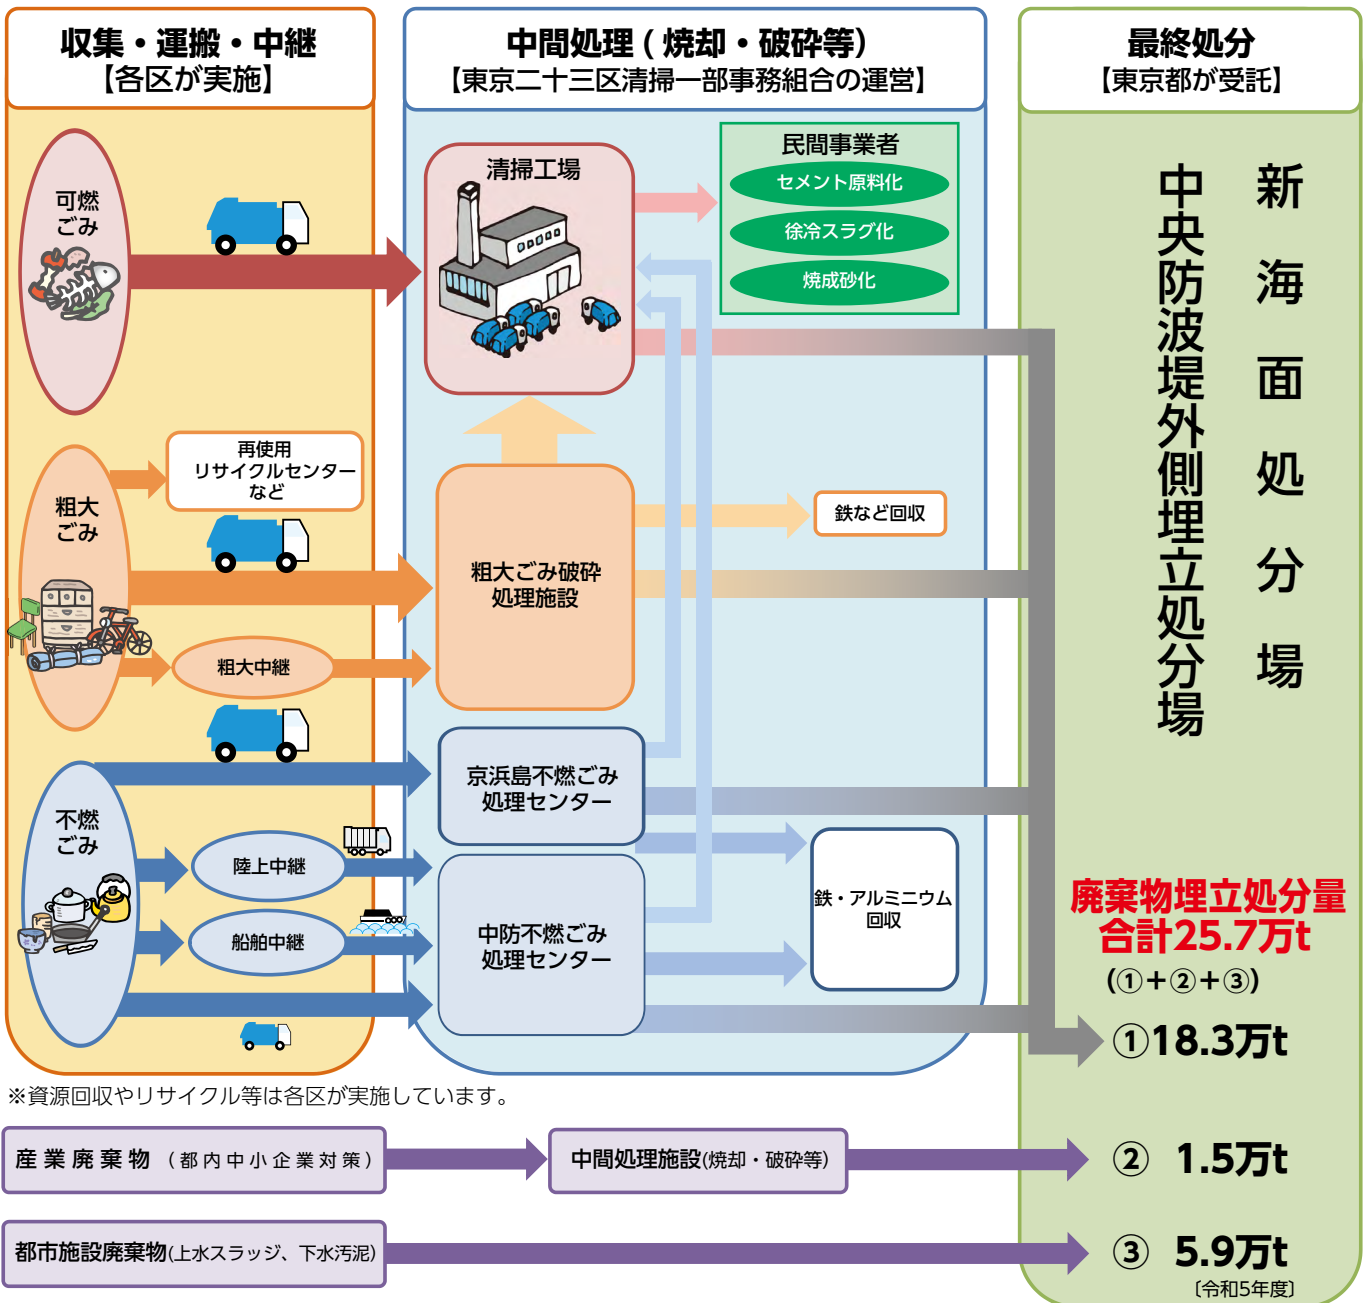 収集・運搬・中継
【各区が実施】
中間処理(焼却・破砕等)
【東京二十三区清掃一部事務組合の運営】
最終処分
【東京都が受託】
可燃
ごみ
清掃工場
民間事業者
セメント原料化
徐冷スラグ化
焼成砂化
新海面処分場
中央防波堤外側埋立処分場
粗大
ごみ
再使用
リサイクルセンター
など
粗大中継
粗大ごみ破砕
処理施設
鉄など回収
不燃
ごみ
陸上中継
船舶中継
京浜島不燃ごみ
処理センター
中防不燃ごみ
処理センター
鉄・アルミニウム
回収
廃棄物埋立処分量
合計25.7万t
(①+②+③)
①18.3万t
※資源回収やリサイクル等は各区が実施しています。
産業廃棄物(都内中小企業対策)
中間処理施設(焼却・破砕等)
② 1.5万t
都市施設廃棄物(上水スラッジ、下水汚泥)
③ 5.9万t
〔令和5年度〕